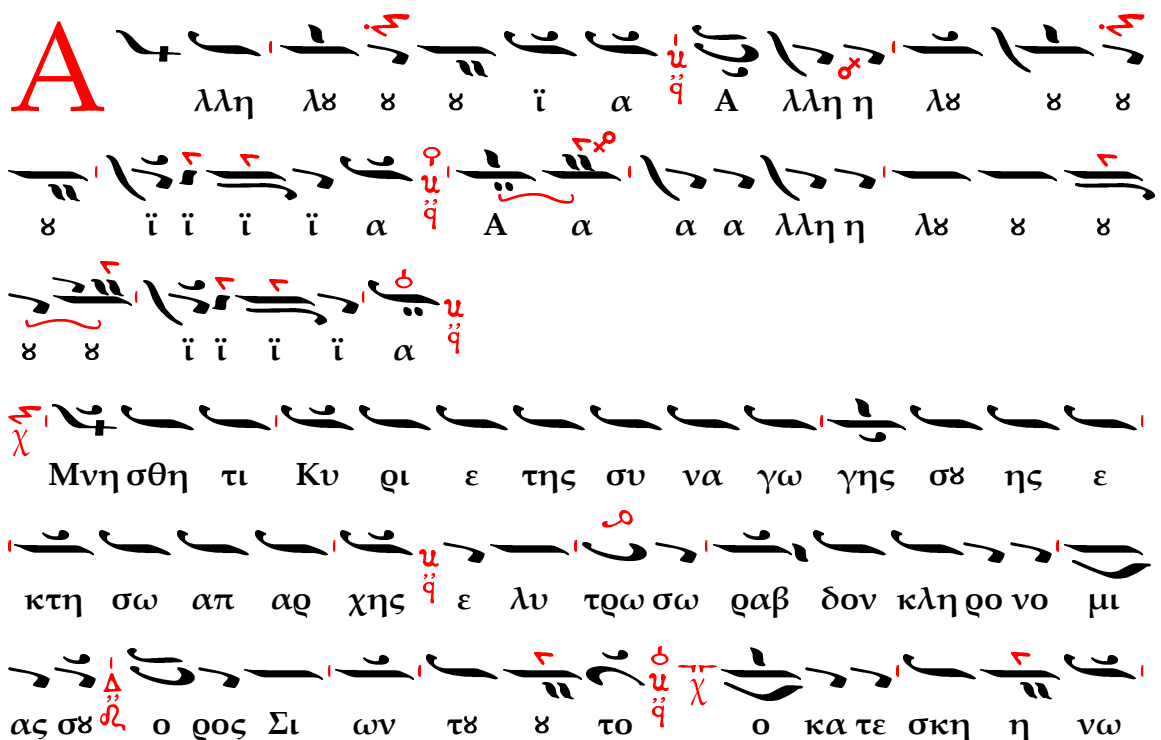 Α λλη λȣ ȣ ȣ ϊ α Α λλη η λȣ ȣ ȣ
ȣ ϊ ϊ ϊ ϊ α Α α α α λλη η λȣ ȣ ȣ
ȣ ȣ ϊ ϊ ϊ ϊ α
Μνη σθη τι Κυ ρι ε της συ να γω γης σȣ ης ε
κτη σω απ αρ χης ε λυ τρω σω ραβ δον κλη ρο νο μι
ας σȣ ο ρος Σι ων τȣ ȣ το ο κα τε σκη η νω